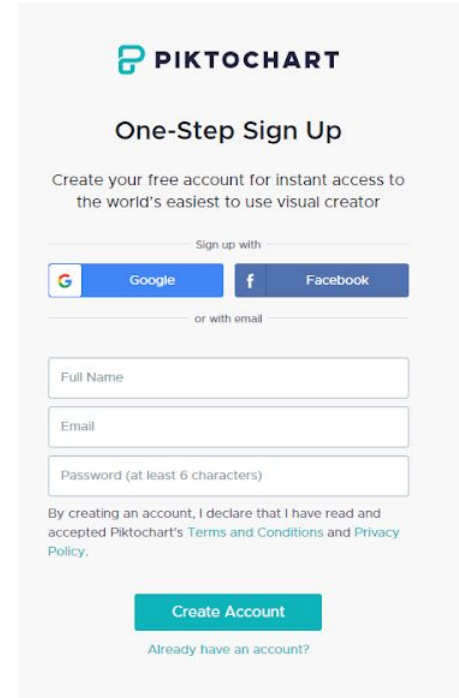 PIKTOCHART
One-Step Sign Up
Create your free account for instant access to
the world's easiest to use visual creator
Sign up with
G Google f Facebook
or with email
Full Name
Email
Password (at least 6 characters)
By creating an account, I declare that I have read and
accepted Piktochart's Terms and Conditions and Privacy
Policy.
Create Account
Already have an account?